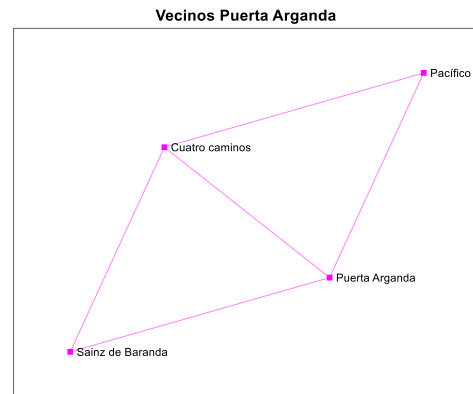 Vecinos Puerta Arganda
Pacífico
Cuatro caminos
Puerta Arganda
Sainz de Baranda